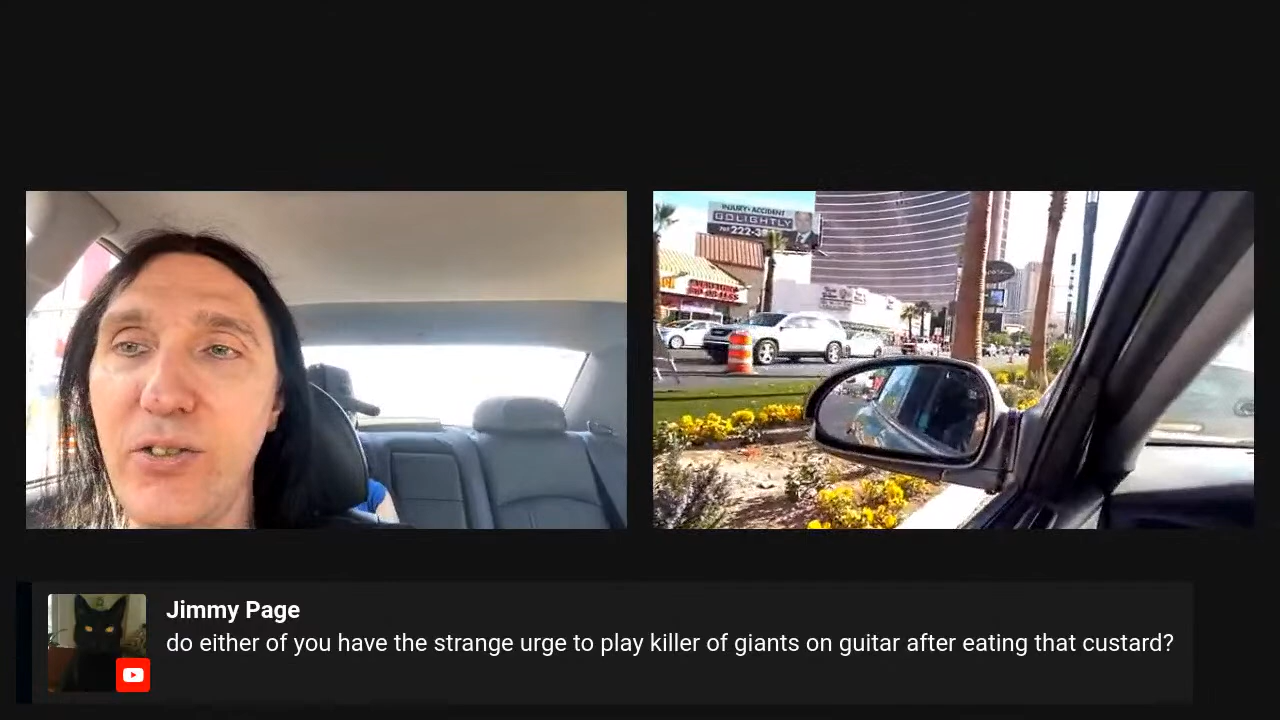 INJURY • ACCIDENT
GOLIGHTLY
Jimmy Page
do either of you have the strange urge to play killer of giants on guitar after eating that custard?